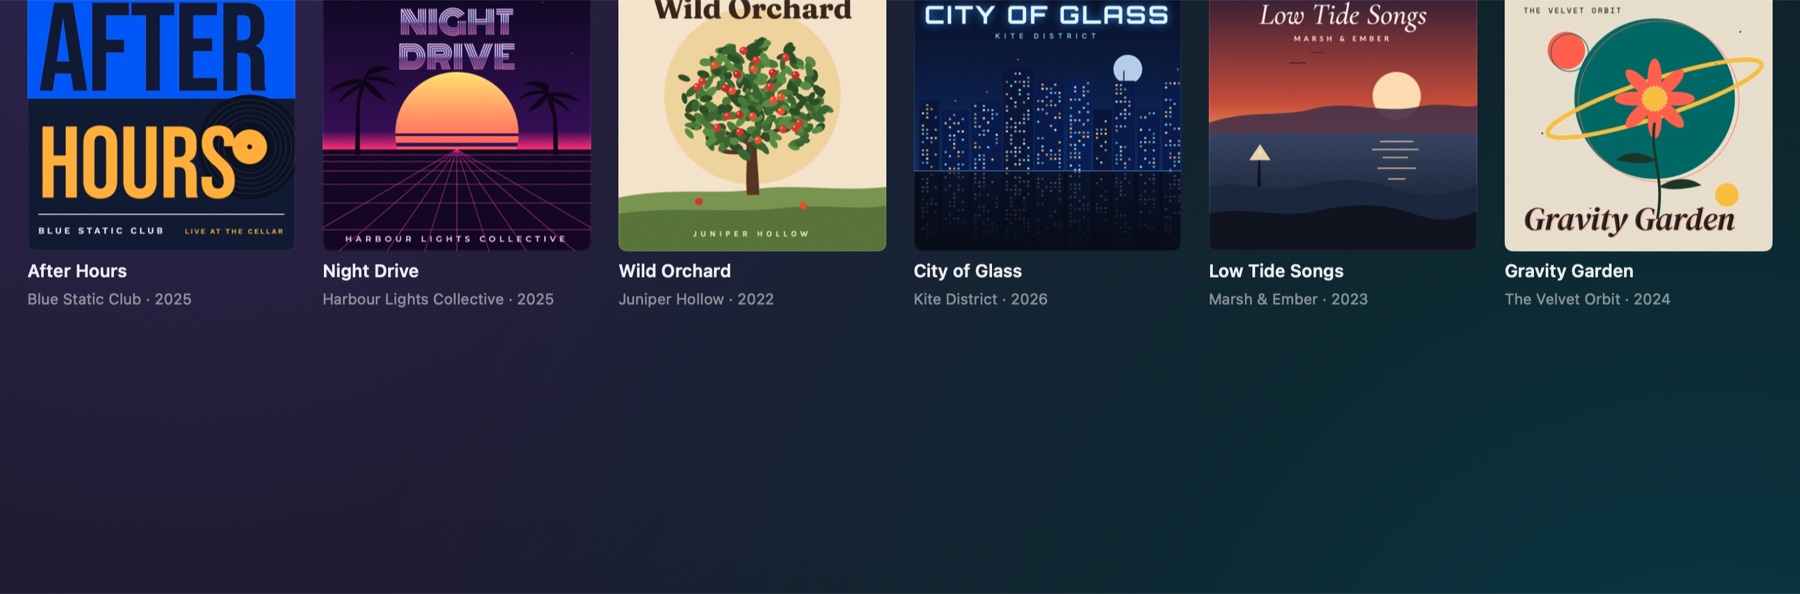 AFTER
HOURS
BLUE STATIC CLUB
LIVE AT THE CELLAR
After Hours
Blue Static Club · 2025
NIGHT
DRIVE
HARBOUR LIGHTS COLLECTIVE
Night Drive
Harbour Lights Collective · 2025
Wild Orchard
JUNIPER HOLLOW
Wild Orchard
Juniper Hollow · 2022
CITY OF GLASS
KITE DISTRICT
City of Glass
Kite District · 2026
Low Tide Songs
MARSH & EMBER
Low Tide Songs
Marsh & Ember · 2023
THE VELVET ORBIT
Gravity Garden
Gravity Garden
The Velvet Orbit · 2024